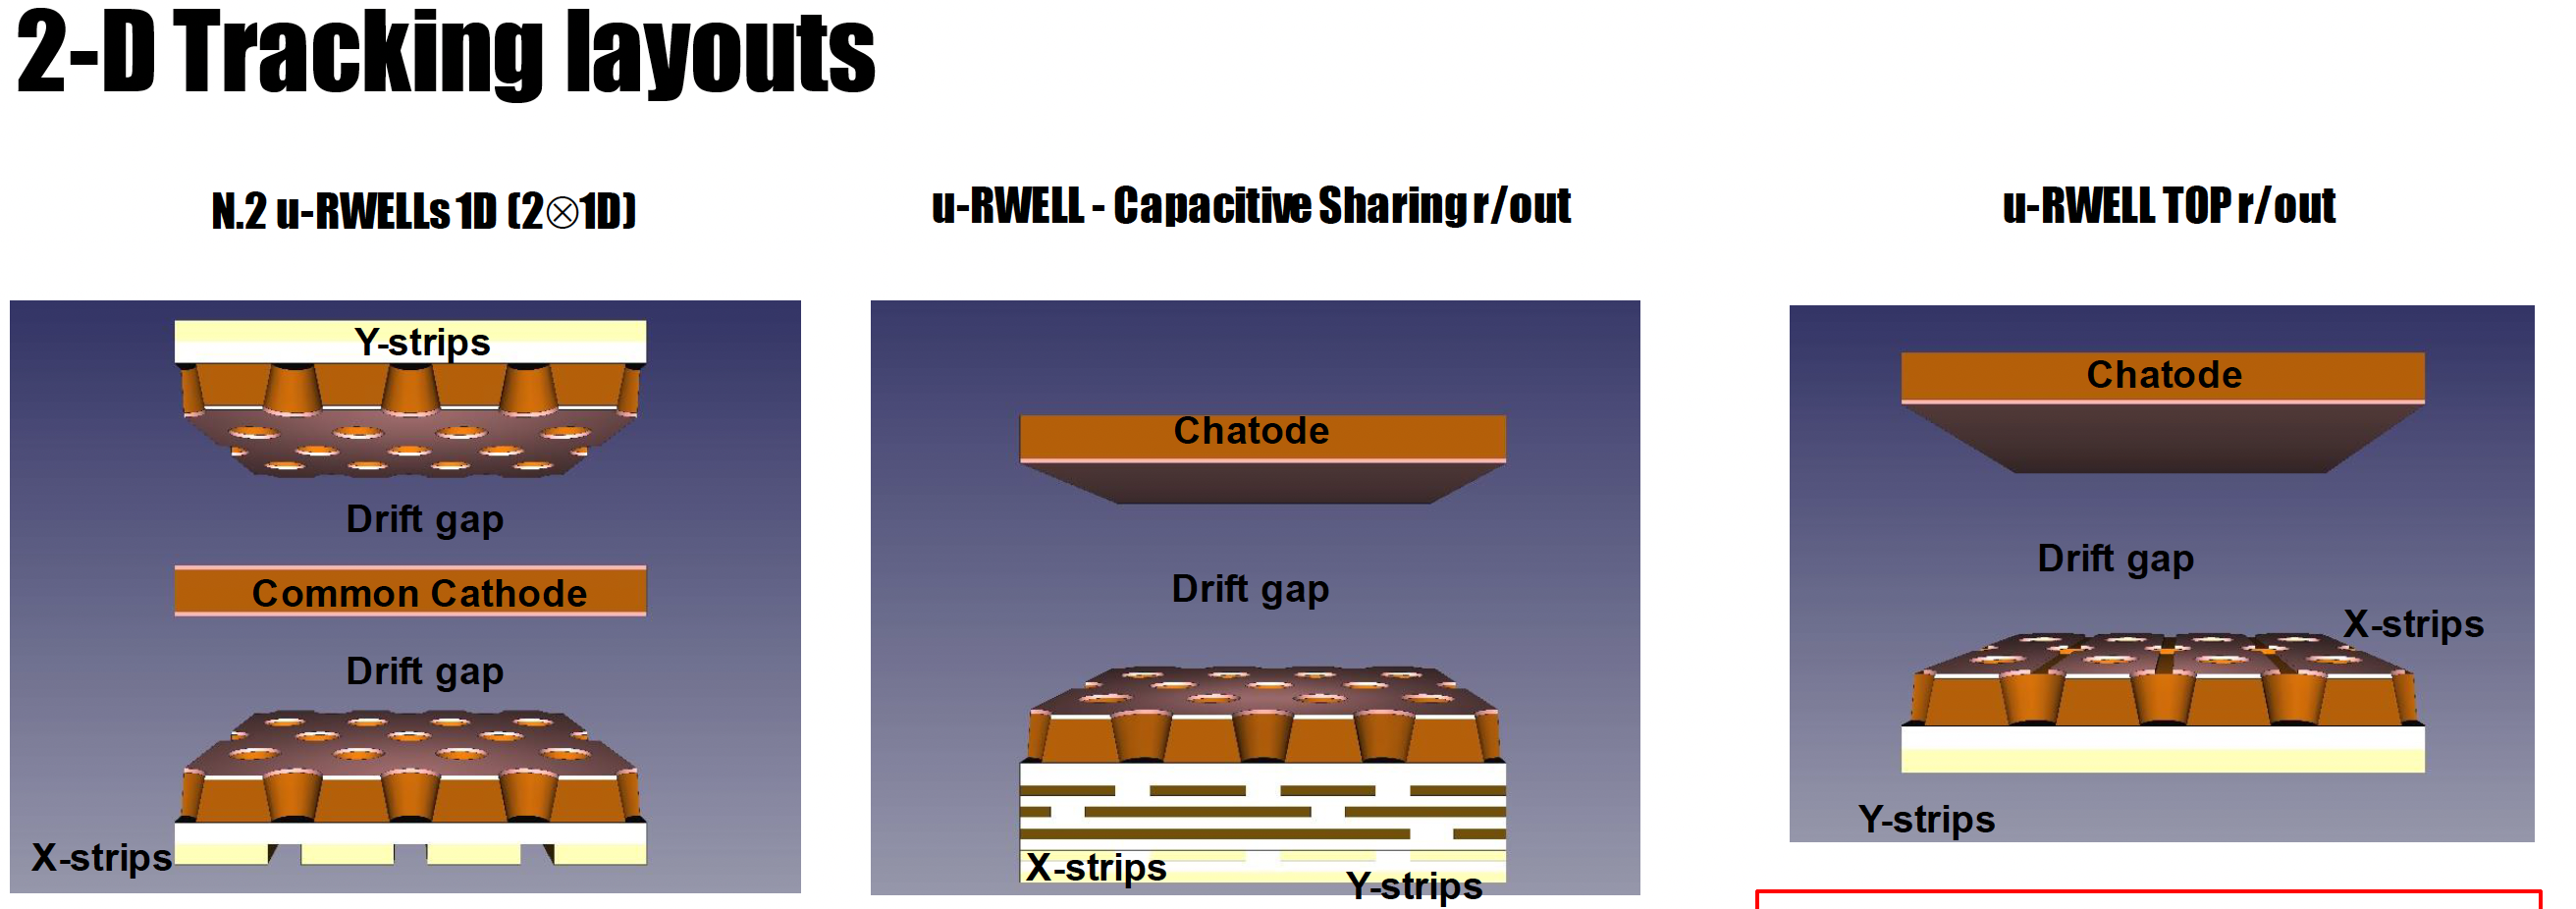 2-D Tracking layouts
N.2 u-RWELLs 1D (2⊗1D)
Y-strips
Drift gap
Common Cathode
Drift gap
X-strips
u-RWELL - Capacitive Sharing r/out
Chatode
Drift gap
X-strips
Y-strips
u-RWELL TOP r/out
Chatode
Drift gap
X-strips
Y-strips